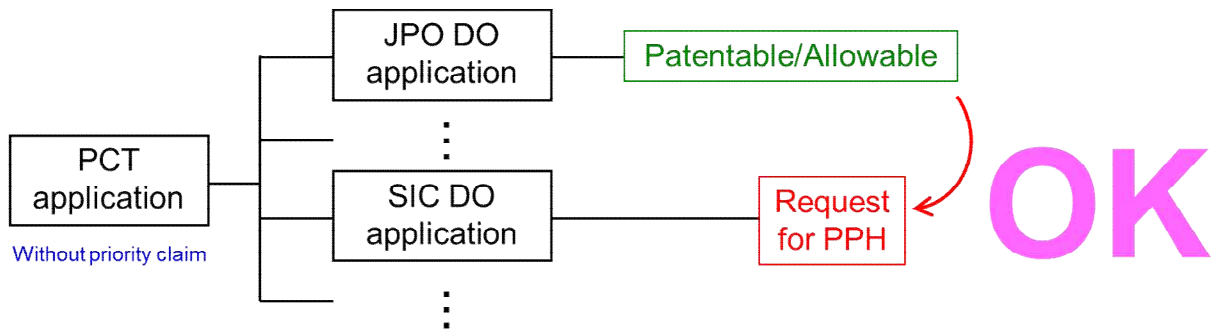 JPO DO
application
Patentable/Allowable
PCT
application
Without priority claim
SIC DO
application
Request
for PPH
OK